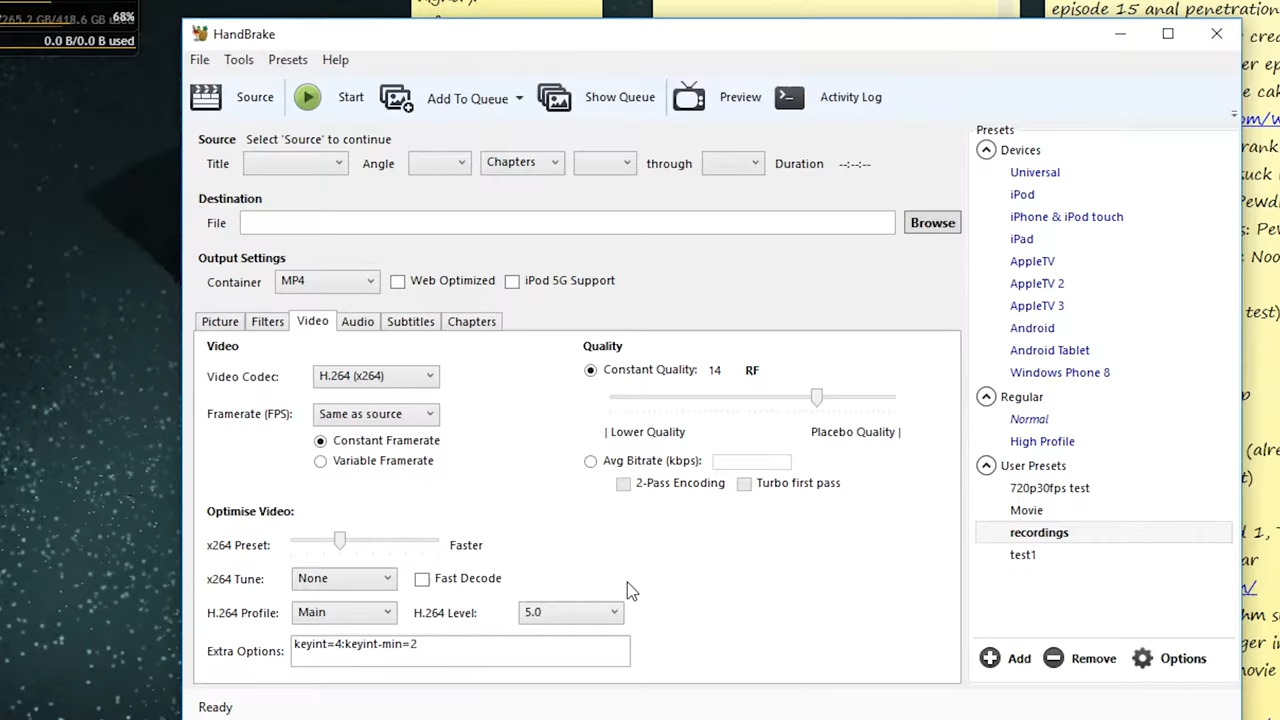 265.2 GB/418.6 GB used 68%
0.0 B/0.0 B used
episode 15 anal penetration
HandBrake
File Tools Presets Help
Source Start Add To Queue Show Queue Preview Activity Log
Source Select 'Source' to continue
Title Angle Chapters through Duration --:--:--
Destination
File Browse
Output Settings
Container MP4 Web Optimized iPod 5G Support
Picture Filters Video Audio Subtitles Chapters
Video
Video Codec: H.264 (x264)
Framerate (FPS): Same as source
Constant Framerate
Variable Framerate
Quality
Constant Quality: 14 RF
| Lower Quality Placebo Quality |
Avg Bitrate (kbps):
2-Pass Encoding Turbo first pass
Optimise Video:
x264 Preset: Faster
x264 Tune: None Fast Decode
H.264 Profile: Main H.264 Level: 5.0
Extra Options: keyint=4:keyint-min=2
Ready
Presets
Devices
Universal
iPod
iPhone & iPod touch
iPad
AppleTV
AppleTV 2
AppleTV 3
Android
Android Tablet
Windows Phone 8
Regular
Normal
High Profile
User Presets
720p30fps test
Movie
recordings
test1
Add Remove Options